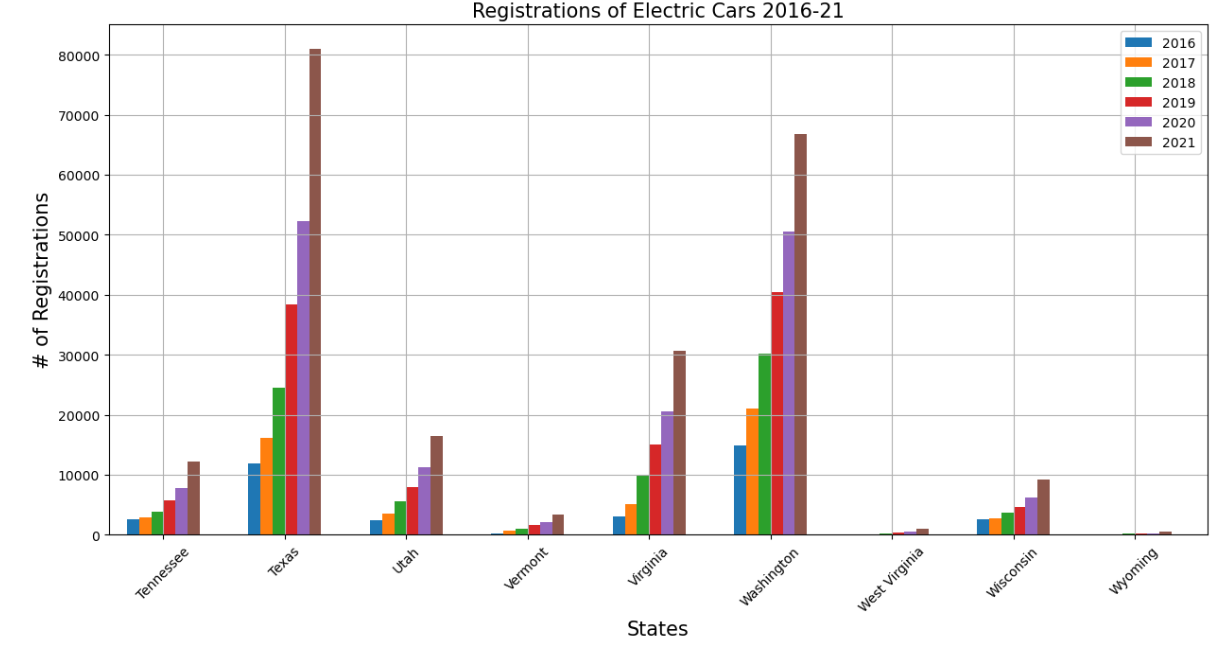 Registrations of Electric Cars 2016-21
2016
2017
2018
2019
2020
2021
# of Registrations
80000
70000
60000
50000
40000
30000
20000
10000
0
Tennessee
Texas
Utah
Vermont
Virginia
Washington
West Virginia
Wisconsin
Wyoming
States